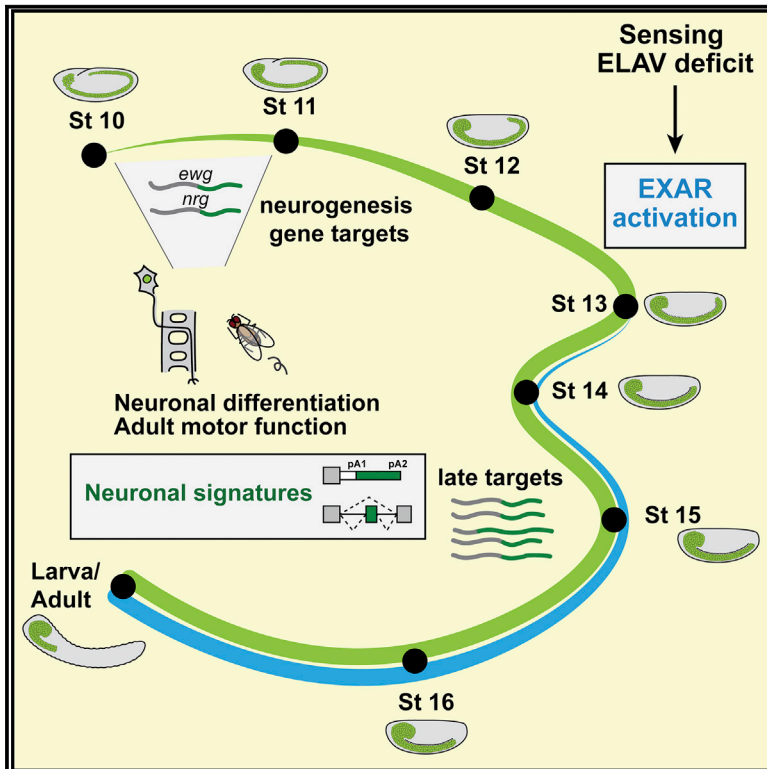 Sensing
ELAV deficit
EXAR
activation
St 10
St 11
St 12
ewg
nrg
neurogenesis
gene targets
St 13
St 14
Neuronal differentiation
Adult motor function
Neuronal signatures
pA1 pA2
late targets
St 15
Larva/
Adult
St 16